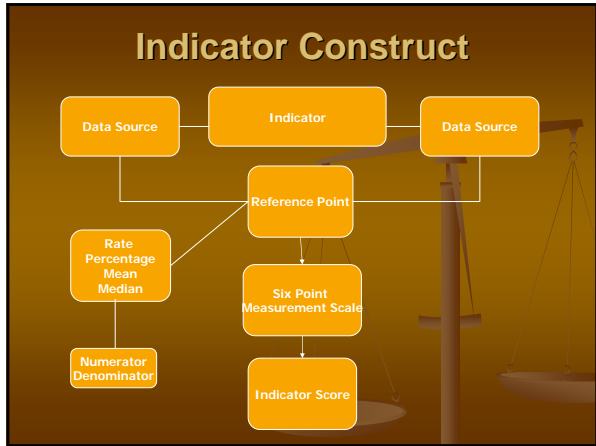 Indicator Construct
Data Source
Indicator
Data Source
Reference Point
Rate
Percentage
Mean
Median
Six Point
Measurement Scale
Numerator
Denominator
Indicator Score